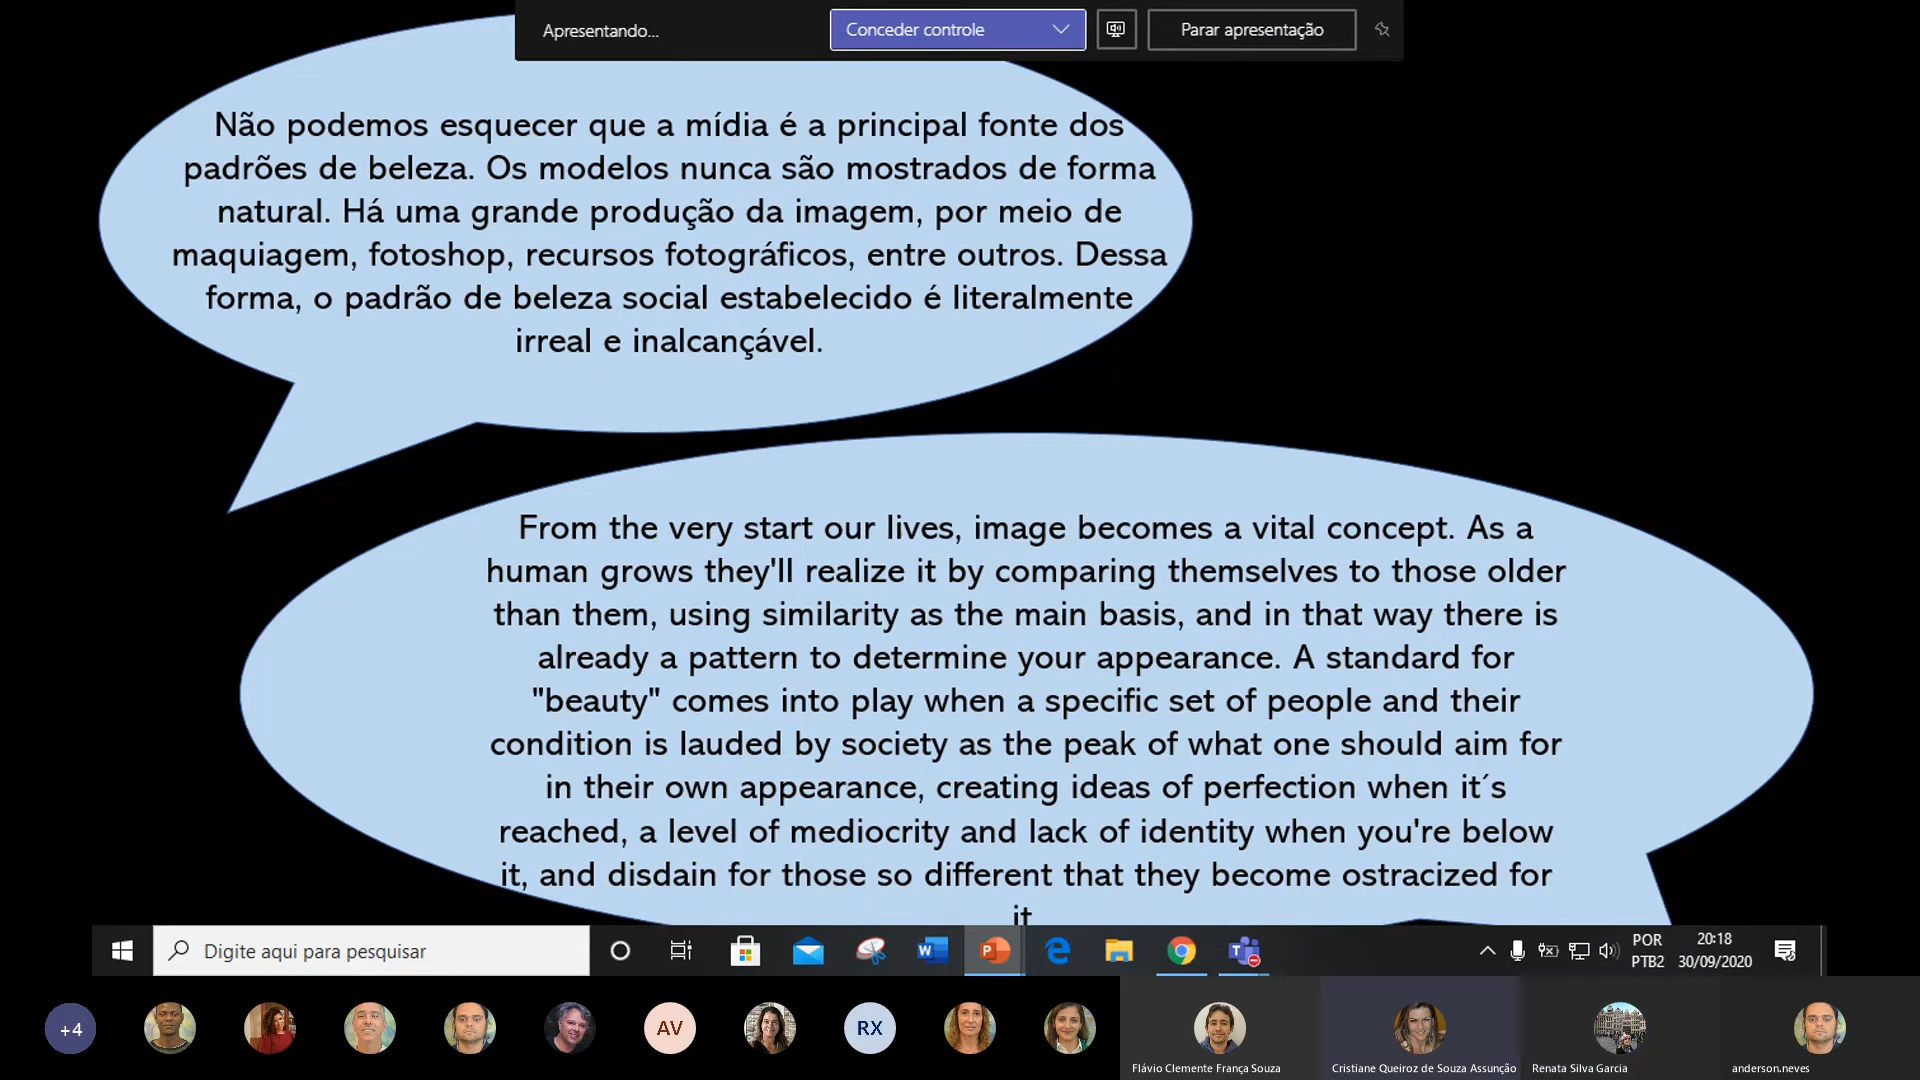 Apresentando...
Conceder controle
Parar apresentação
Não podemos esquecer que a mídia é a principal fonte dos
padrões de beleza. Os modelos nunca são mostrados de forma
natural. Há uma grande produção da imagem, por meio de
maquiagem, fotoshop, recursos fotográficos, entre outros. Dessa
forma, o padrão de beleza social estabelecido é literalmente
irreal e inalcançável.
From the very start our lives, image becomes a vital concept. As a
human grows they'll realize it by comparing themselves to those older
than them, using similarity as the main basis, and in that way there is
already a pattern to determine your appearance. A standard for
"beauty" comes into play when a specific set of people and their
condition is lauded by society as the peak of what one should aim for
in their own appearance, creating ideas of perfection when it´s
reached, a level of mediocrity and lack of identity when you're below
it, and disdain for those so different that they become ostracized for
it
Digite aqui para pesquisar
POR
PTB2
20:18
30/09/2020
+4
AV
RX
Flávio Clemente França Souza
Cristiane Queiroz de Souza Assunção
Renata Silva Garcia
anderson.neves